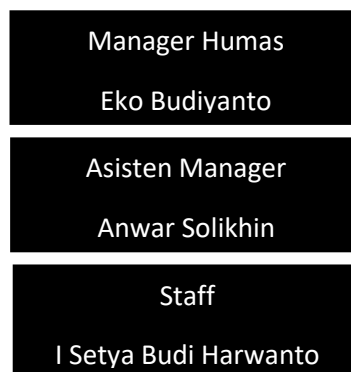 Manager Humas
Eko Budiyanto
Asisten Manager
Anwar Solikhin
Staff
I Setya Budi Harwanto